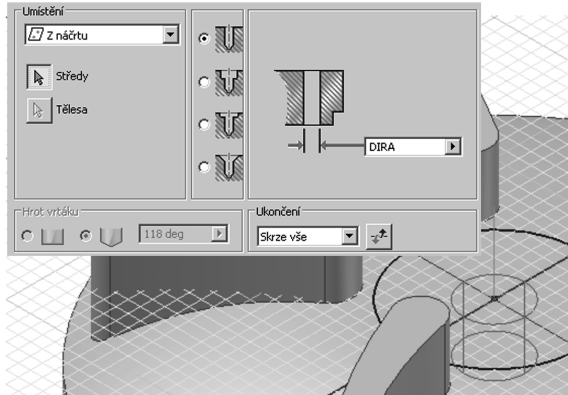 Umístění
Z náčrtu
Středy
Tělesa
DIRA
Hrot vrtáku
118 deg
Ukončení
Skrze vše